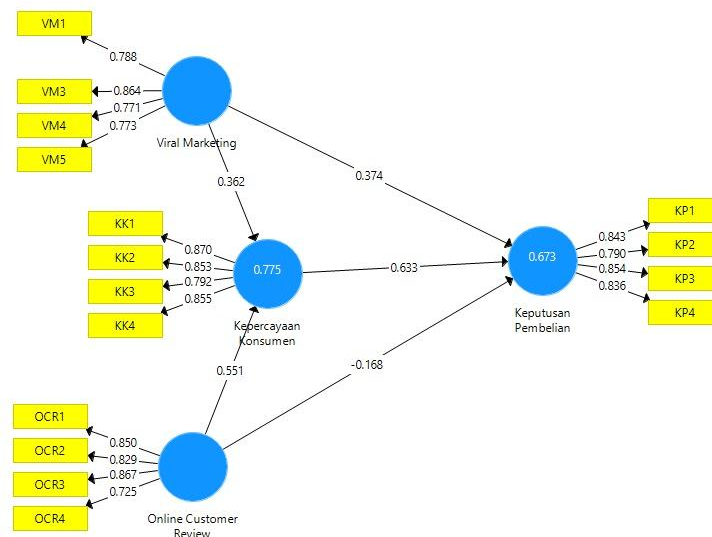 VM1
0.788
VM3
0.864
VM4
0.771
VM5
0.773
Viral Marketing
0.362
0.374
KK1
0.870
KK2
0.853
KK3
0.792
KK4
0.855
0.775
Kepercayaan
Konsumen
0.633
0.673
Keputusan
Pembelian
KP1
0.843
KP2
0.790
KP3
0.854
KP4
0.836
0.551
-0.168
OCR1
0.850
OCR2
0.829
OCR3
0.867
OCR4
0.725
Online Customer
Review